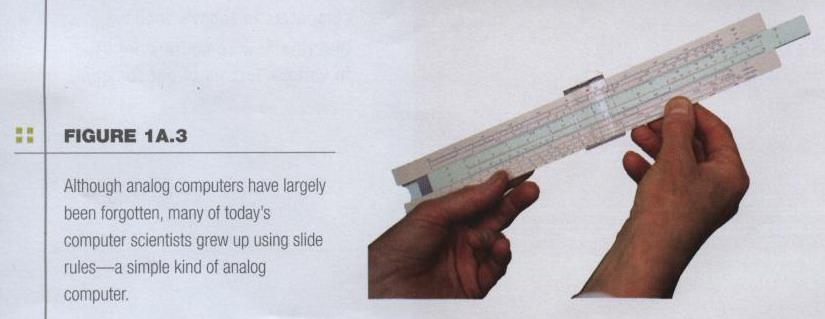 FIGURE 1A.3
Although analog computers have largely
been forgotten, many of today's
computer scientists grew up using slide
rules—a simple kind of analog
computer.